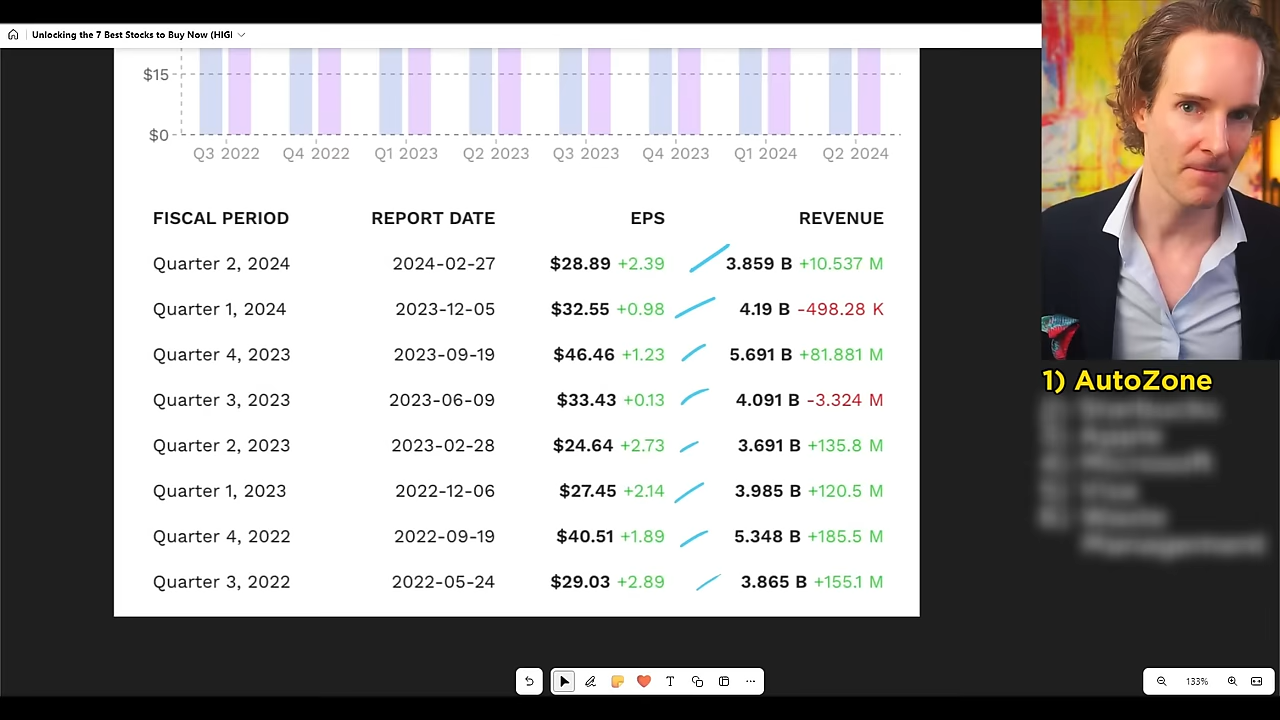 Unlocking the 7 Best Stocks to Buy Now (HIGI
$15
$0
Q3 2022 Q4 2022 Q1 2023 Q2 2023 Q3 2023 Q4 2023 Q1 2024 Q2 2024
FISCAL PERIOD REPORT DATE EPS REVENUE
Quarter 2, 2024 2024-02-27 $28.89 +2.39 3.859 B +10.537 M
Quarter 1, 2024 2023-12-05 $32.55 +0.98 4.19 B -498.28 K
Quarter 4, 2023 2023-09-19 $46.46 +1.23 5.691 B +81.881 M
Quarter 3, 2023 2023-06-09 $33.43 +0.13 4.091 B -3.324 M
Quarter 2, 2023 2023-02-28 $24.64 +2.73 3.691 B +135.8 M
Quarter 1, 2023 2022-12-06 $27.45 +2.14 3.985 B +120.5 M
Quarter 4, 2022 2022-09-19 $40.51 +1.89 5.348 B +185.5 M
Quarter 3, 2022 2022-05-24 $29.03 +2.89 3.865 B +155.1 M
1) AutoZone
T
133%